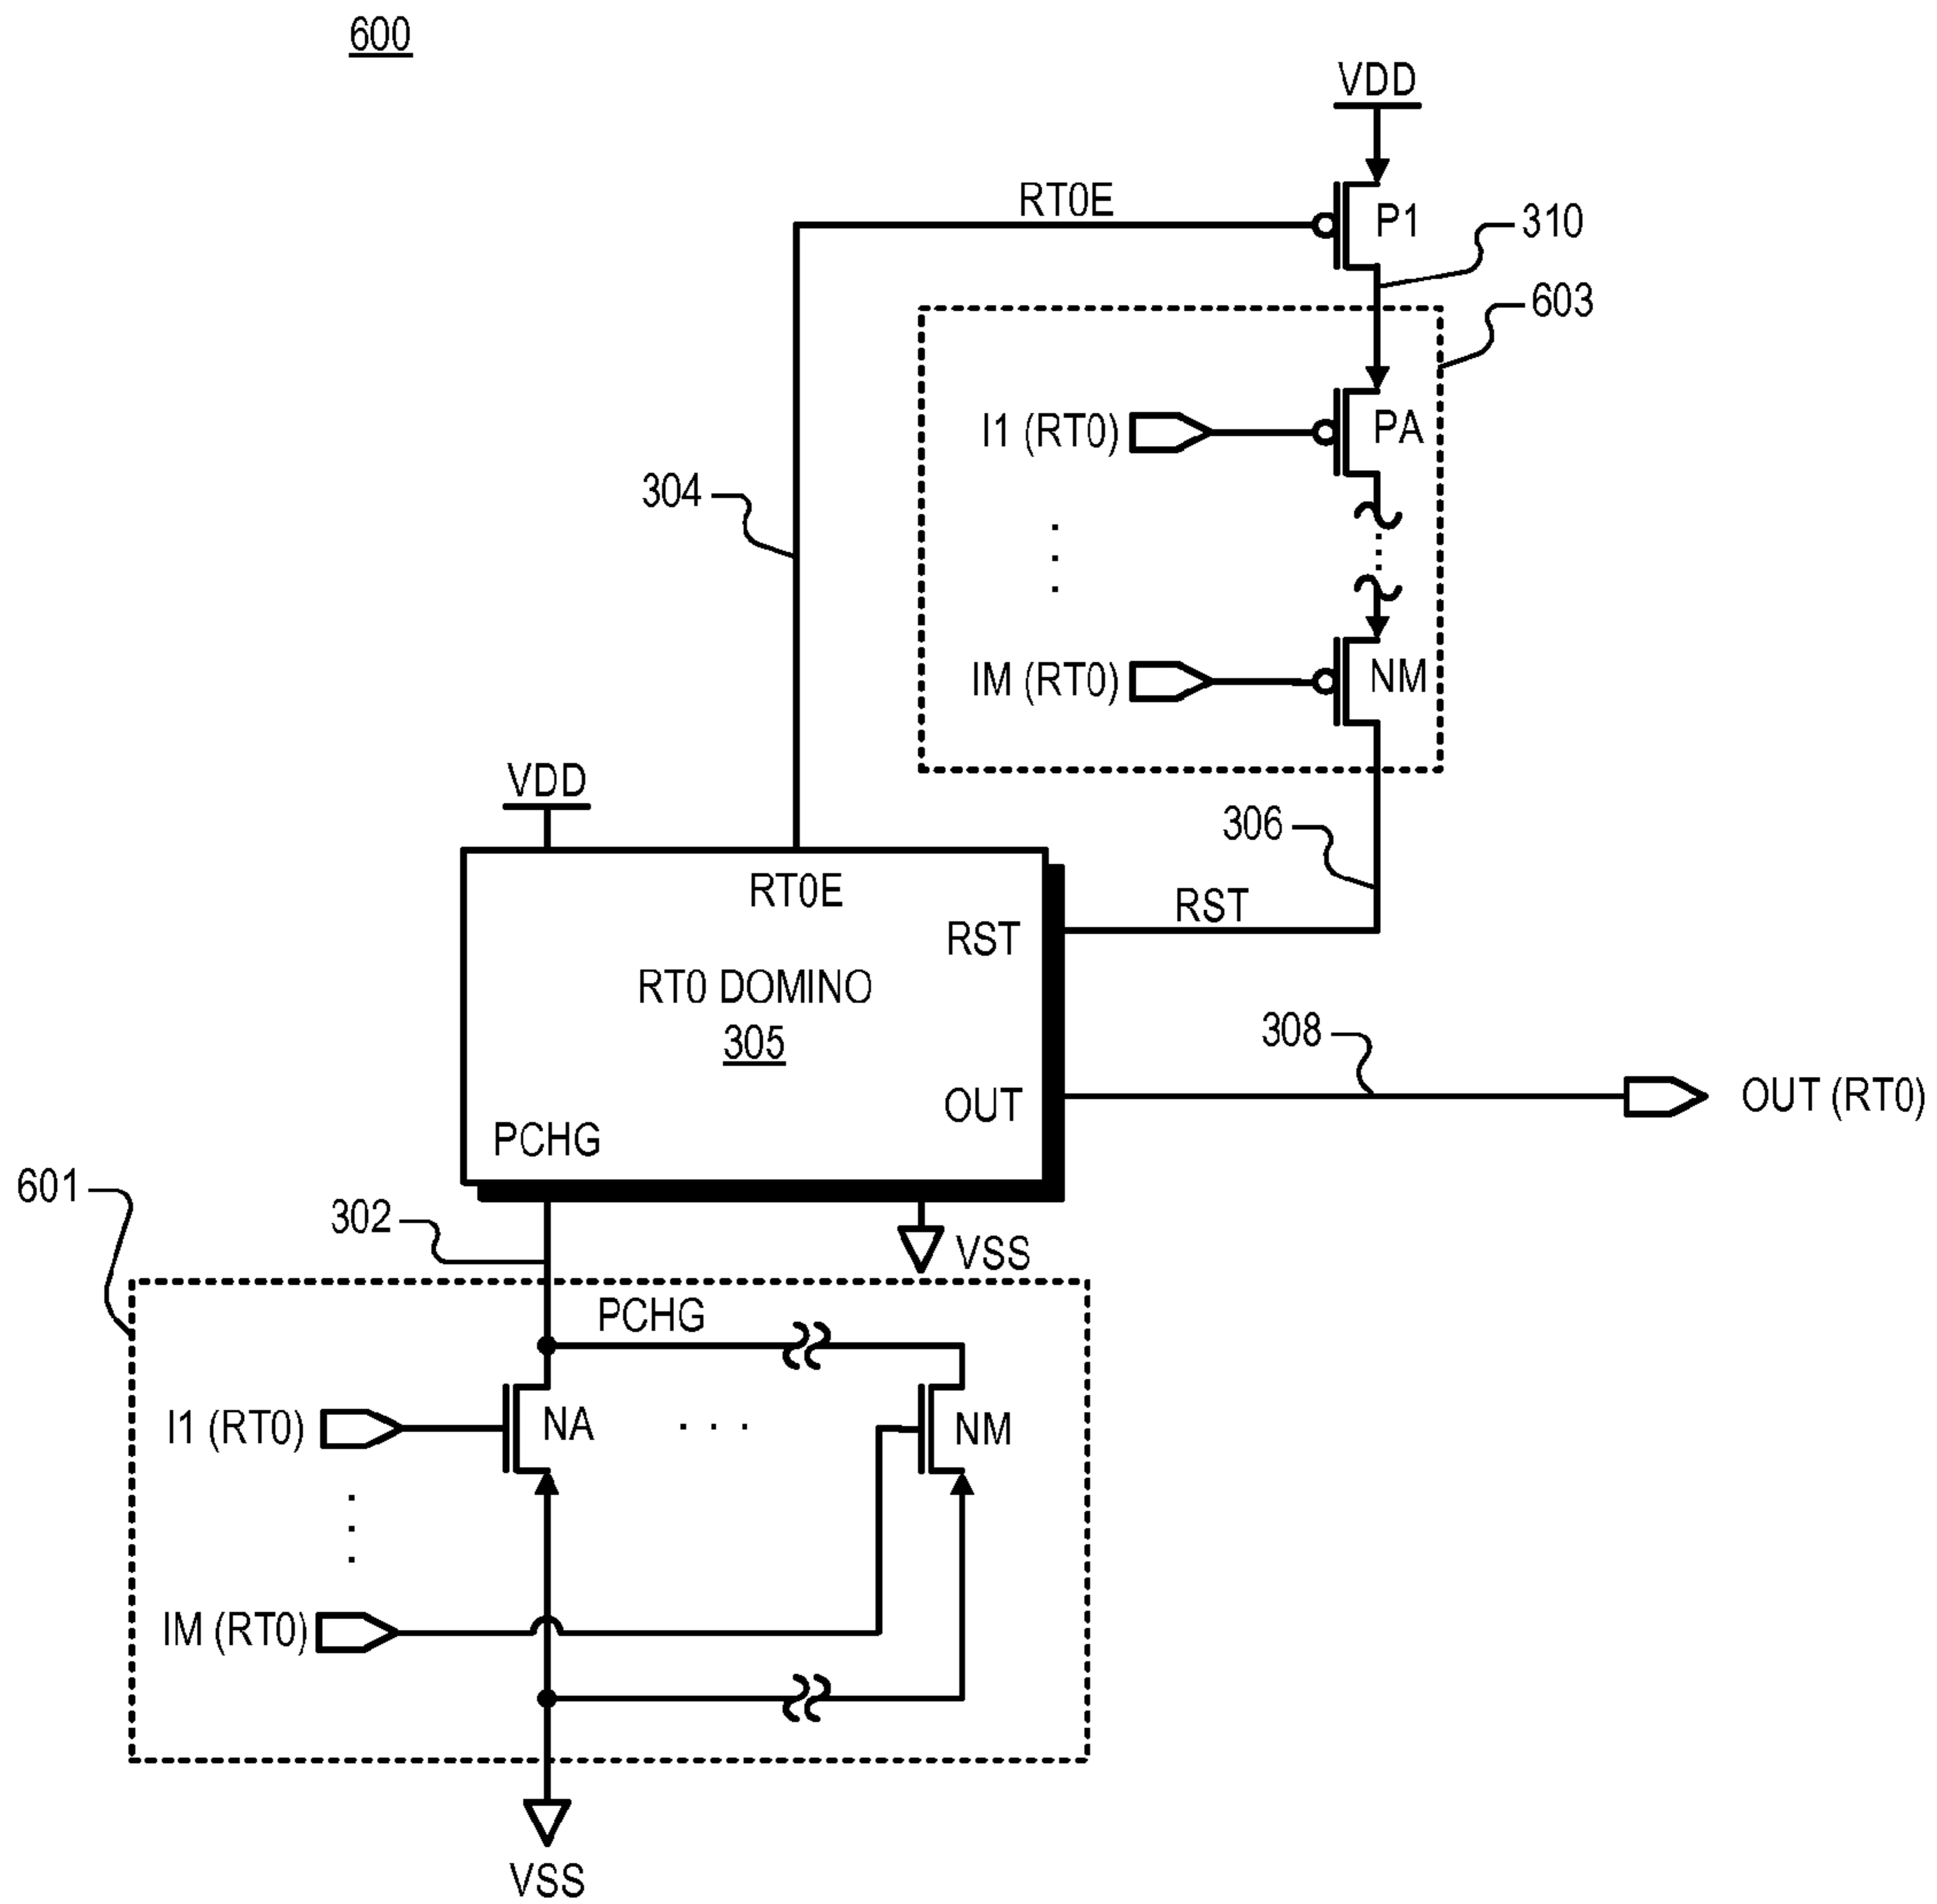 600
VDD
RT0E
P1
310
603
I1 (RT0)
PA
304
IM (RT0)
NM
VDD
306
RT0E
RST
RST
RT0 DOMINO
305
308
OUT
OUT (RT0)
PCHG
601
302
VSS
PCHG
I1 (RT0)
NA
. . .
NM
IM (RT0)
VSS